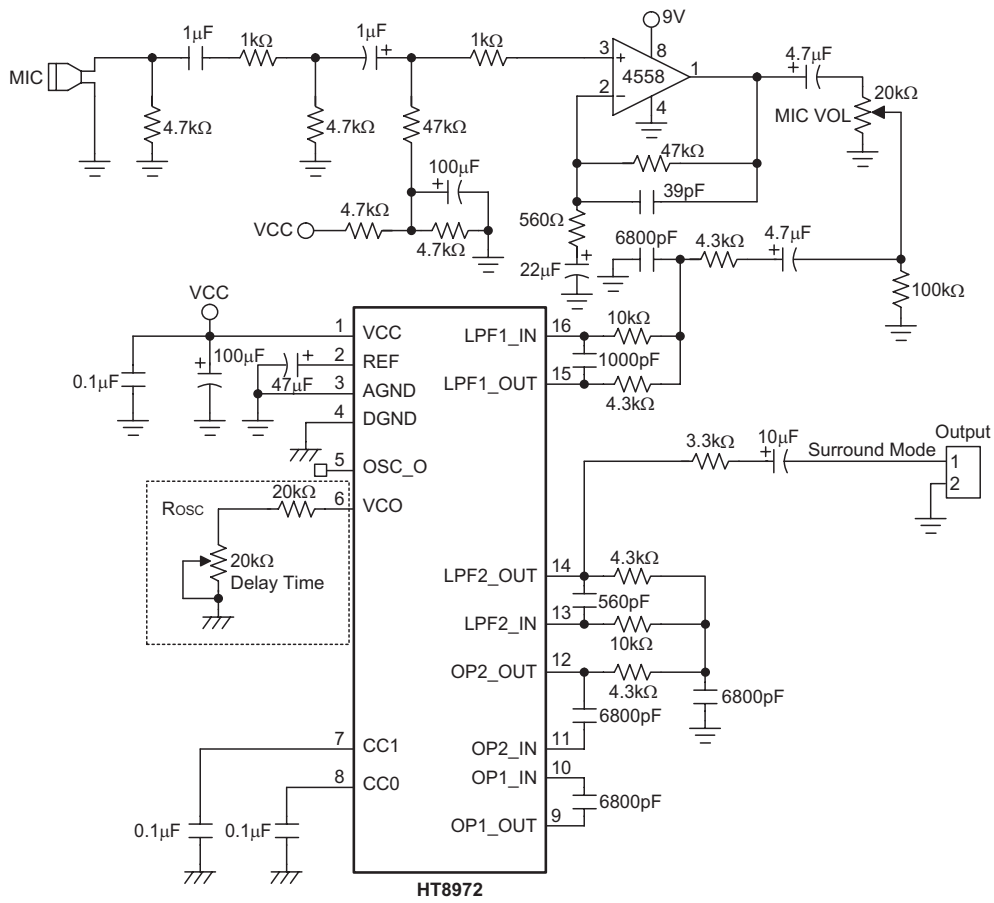 9V
1μF
1kΩ
1μF
+
1kΩ
MIC
3
+
8
4558
1
2
−
4
4.7μF
+
20kΩ
MIC VOL
4.7kΩ
4.7kΩ
47kΩ
47kΩ
39pF
100μF
+
VCC
4.7kΩ
4.7kΩ
560Ω
22μF
+
6800pF
4.3kΩ
4.7μF
+
100kΩ
VCC
0.1μF
+
100μF
47μF
+
1
VCC
2
REF
3
AGND
4
DGND
5
OSC_O
6
VCO
ROSC
20kΩ
20kΩ
Delay Time
LPF1_IN
16
10kΩ
1000pF
LPF1_OUT
15
4.3kΩ
3.3kΩ
10μF
+
Surround Mode
Output
1
2
LPF2_OUT
14
4.3kΩ
560pF
LPF2_IN
13
10kΩ
OP2_OUT
12
4.3kΩ
6800pF
6800pF
OP2_IN
11
OP1_IN
10
6800pF
OP1_OUT
9
7
CC1
8
CC0
0.1μF
0.1μF
HT8972